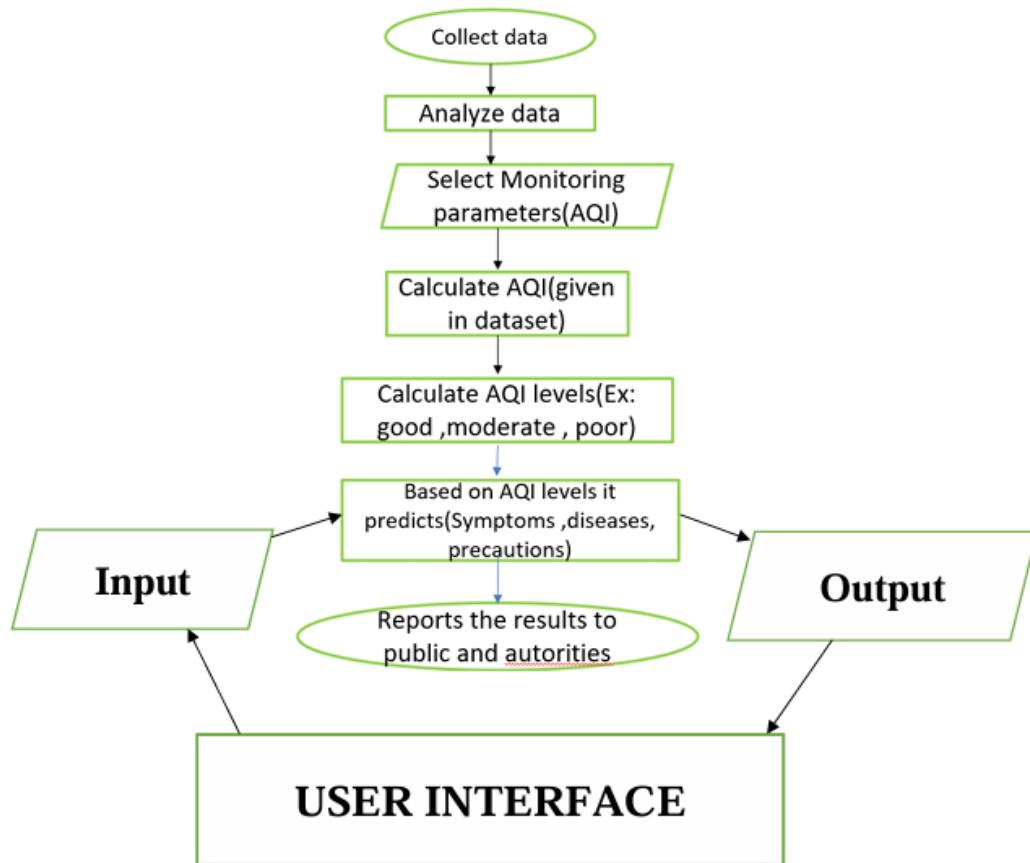 Collect data
Analyze data
Select Monitoring
parameters(AQI)
Calculate AQI(given
in dataset)
Calculate AQI levels(Ex:
good ,moderate , poor)
Based on AQI levels it
predicts(Symptoms ,diseases,
precautions)
Input
Output
Reports the results to
public and autorities
USER INTERFACE